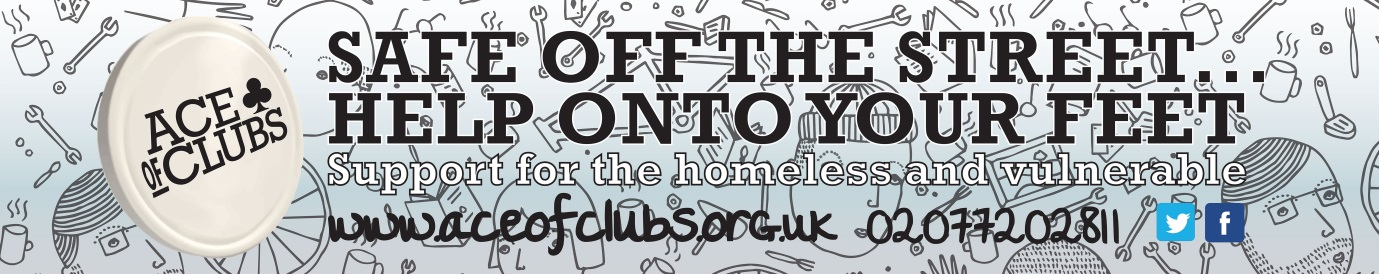 ACE
OF CLUBS
SAFE OFF THE STREET...
HELP ONTO YOUR FEET
Support for the homeless and vulnerable
www.aceofclubs.org.uk 02077202811